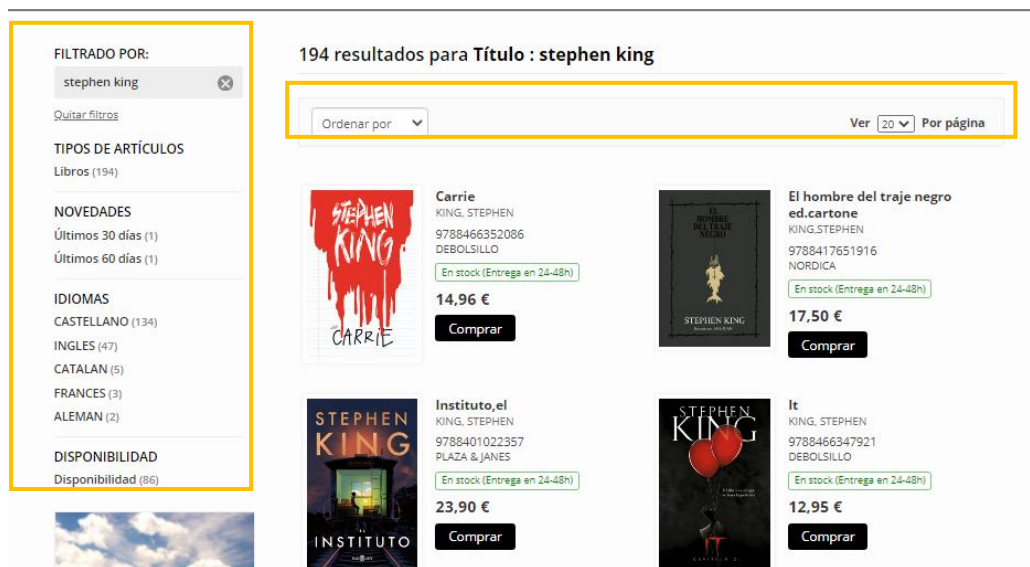 FILTRADO POR:
stephen king
Quitar filtros
TIPOS DE ARTÍCULOS
Libros (194)
NOVEDADES
Últimos 30 días (1)
Últimos 60 días (1)
IDIOMAS
CASTELLANO (134)
INGLES (47)
CATALAN (5)
FRANCES (3)
ALEMAN (2)
DISPONIBILIDAD
Disponibilidad (86)
194 resultados para Título : stephen king
Ordenar por
Ver 20 Por página
STEPHEN
KING
CARRIE
Carrie
KING, STEPHEN
9788466352086
DEBOLSILLO
En stock (Entrega en 24-48h)
14,96 €
Comprar
EL
HOMBRE
DEL TRAJE
NEGRO
STEPHEN KING
El hombre del traje negro
ed.cartone
KING,STEPHEN
9788417651916
NORDICA
En stock (Entrega en 24-48h)
17,50 €
Comprar
STEPHEN
KING
EL
INSTITUTO
Instituto,el
KING, STEPHEN
9788401022357
PLAZA & JANES
En stock (Entrega en 24-48h)
23,90 €
Comprar
STEPHEN
KING
IT
It
KING, STEPHEN
9788466347921
DEBOLSILLO
En stock (Entrega en 24-48h)
12,95 €
Comprar